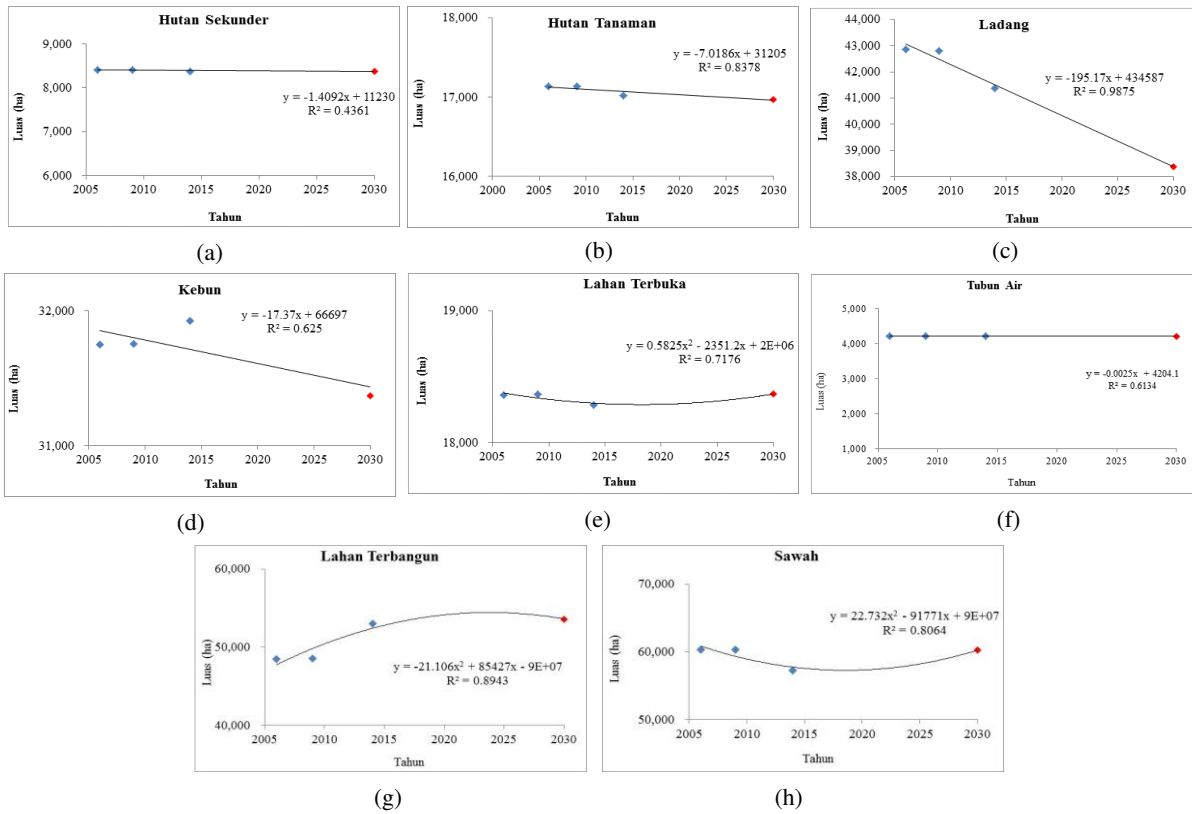 Hutan Sekunder
9,000
8,000
7,000
6,000
Luas (ha)
y = -1.4092x + 11230
R² = 0.4361
2005 2010 2015 2020 2025 2030
Tahun
(a)
Hutan Tanaman
18,000
17,000
16,000
Luas (ha)
y = -7.0186x + 31205
R² = 0.8378
2000 2005 2010 2015 2020 2025 2030
Tahun
(b)
Ladang
44,000
43,000
42,000
41,000
40,000
39,000
38,000
Luas (ha)
y = -195.17x + 434587
R² = 0.9875
2005 2010 2015 2020 2025 2030
Tahun
(c)
Kebun
32,000
31,000
Luas (ha)
y = -17.37x + 66697
R² = 0.625
2005 2010 2015 2020 2025 2030
Tahun
(d)
Lahan Terbuka
19,000
18,000
Luas (ha)
y = 0.5825x² - 2351.2x + 2E+06
R² = 0.7176
2005 2010 2015 2020 2025 2030
Tahun
(e)
Tubun Air
5,000
4,000
3,000
2,000
1,000
Luas (ha)
y = -0.0025x + 4204.1
R² = 0.6134
2005 2010 2015 2020 2025 2030
Tahun
(f)
Lahan Terbangun
60,000
50,000
40,000
Luas (ha)
y = -21.106x² + 85427x - 9E+07
R² = 0.8943
2005 2010 2015 2020 2025 2030
Tahun
(g)
Sawah
70,000
60,000
50,000
Luas (ha)
y = 22.732x² - 91771x + 9E+07
R² = 0.8064
2005 2010 2015 2020 2025 2030
Tahun
(h)